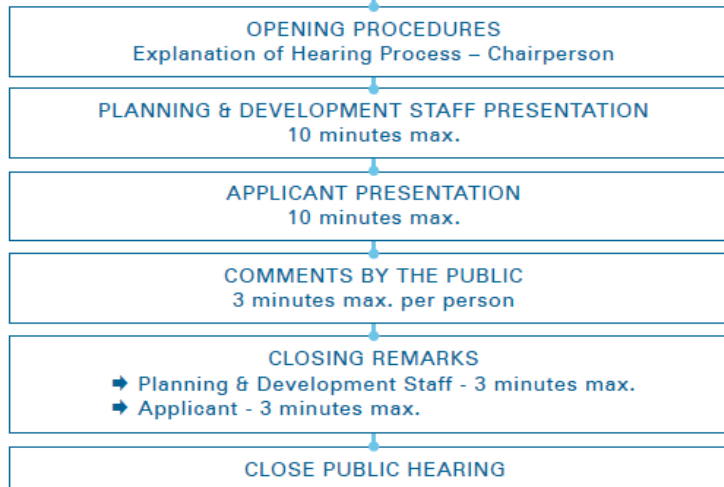 OPENING PROCEDURES
Explanation of Hearing Process – Chairperson
PLANNING & DEVELOPMENT STAFF PRESENTATION
10 minutes max.
APPLICANT PRESENTATION
10 minutes max.
COMMENTS BY THE PUBLIC
3 minutes max. per person
CLOSING REMARKS
➡ Planning & Development Staff - 3 minutes max.
➡ Applicant - 3 minutes max.
CLOSE PUBLIC HEARING